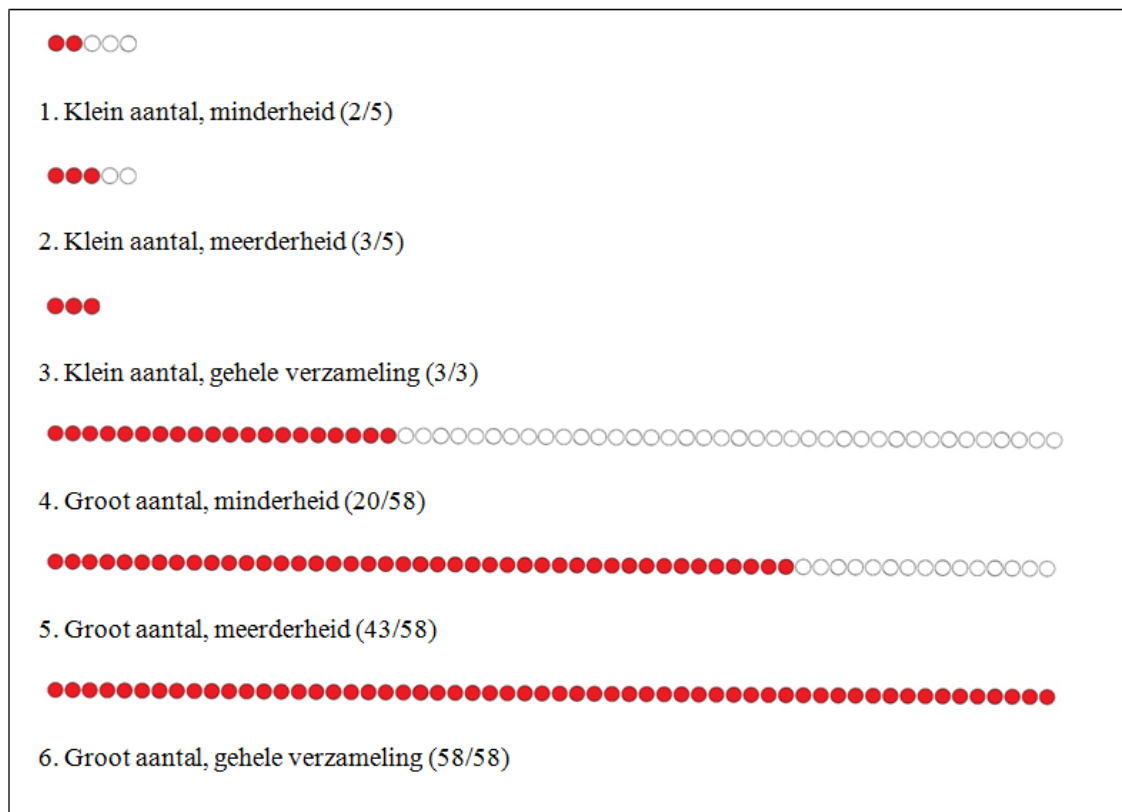 1. Klein aantal, minderheid (2/5)
2. Klein aantal, meerderheid (3/5)
3. Klein aantal, gehele verzameling (3/3)
4. Groot aantal, minderheid (20/58)
5. Groot aantal, meerderheid (43/58)
6. Groot aantal, gehele verzameling (58/58)